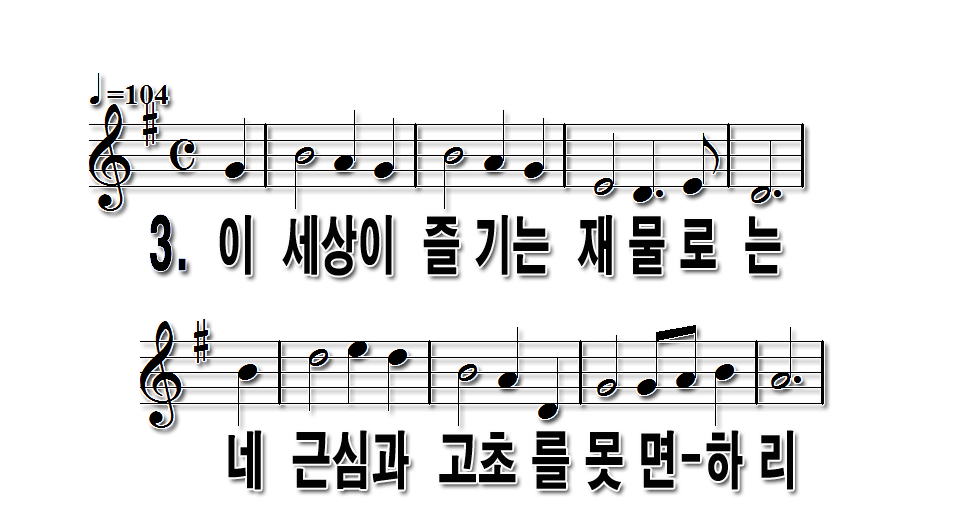 =104
3. 이 세상이 즐 기는 재 물 로 는
네 근심과 고초 를 못 면-하 리